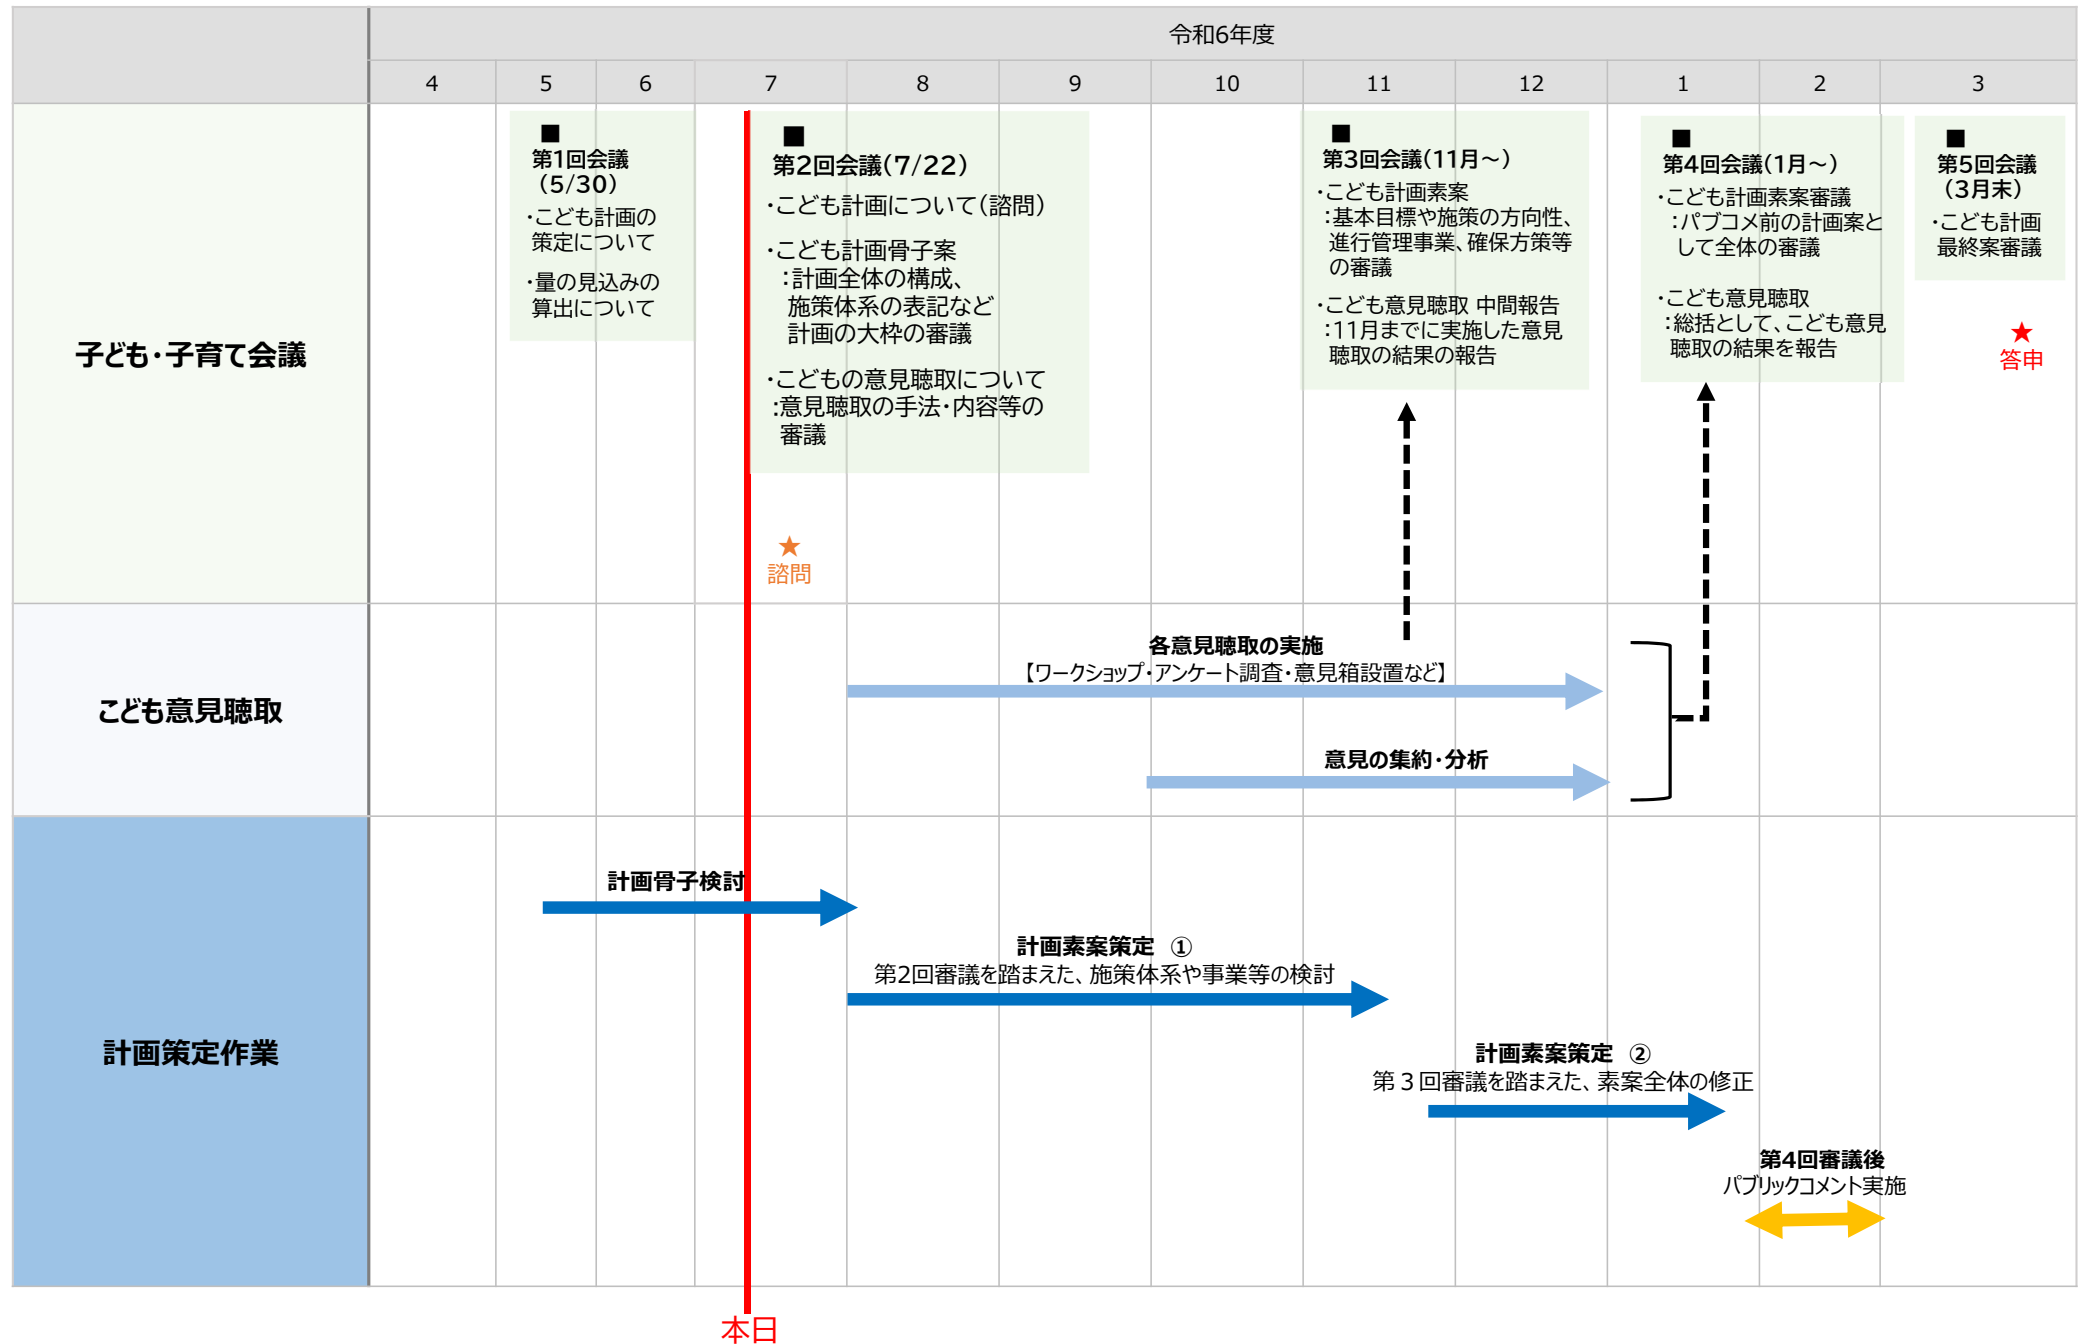 令和6年度
4 5 6 7 8 9 10 11 12 1 2 3
子ども・子育て会議
■
第1回会議
(5/30)
・こども計画の
策定について
・量の見込みの
算出について
■
第2回会議(7/22)
・こども計画について(諮問)
・こども計画骨子案
：計画全体の構成、
施策体系の表記など
計画の大枠の審議
・こどもの意見聴取について
:意見聴取の手法・内容等の
審議
★
諮問
■
第3回会議(11月～)
・こども計画素案
：基本目標や施策の方向性、
進行管理事業、確保方策等
の審議
・こども意見聴取 中間報告
：11月までに実施した意見
聴取の結果の報告
■
第4回会議(1月～)
・こども計画素案審議
：パブコメ前の計画案と
して全体の審議
・こども意見聴取
：総括として、こども意見
聴取の結果を報告
■
第5回会議
(3月末)
・こども計画
最終案審議
★
答申
こども意見聴取
各意見聴取の実施
【ワークショップ・アンケート調査・意見箱設置など】
意見の集約・分析
計画策定作業
計画骨子検討
計画素案策定　①
第2回審議を踏まえた、施策体系や事業等の検討
計画素案策定　②
第３回審議を踏まえた、素案全体の修正
第4回審議後
パブリックコメント実施
本日